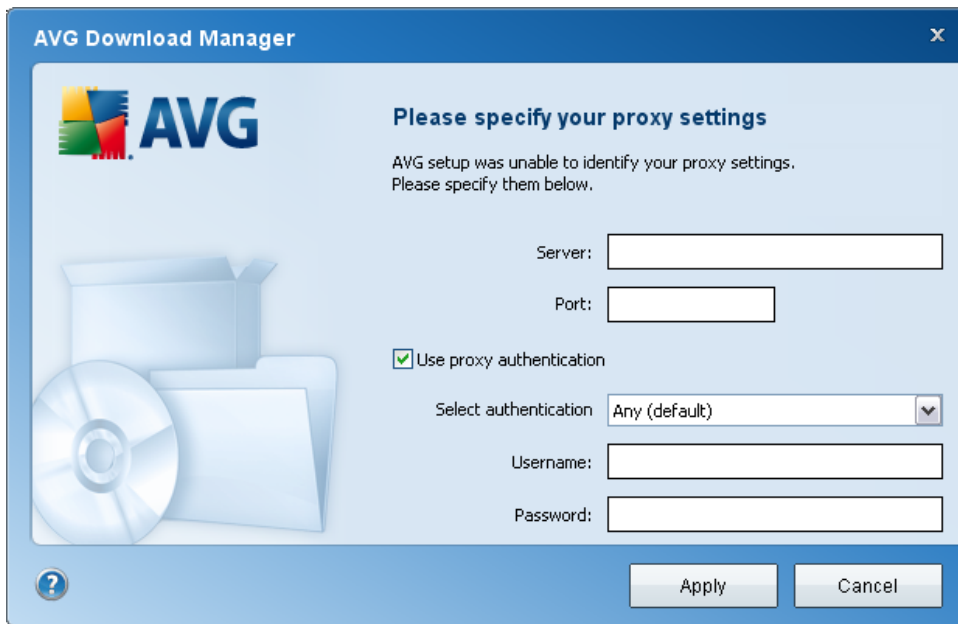 AVG Download Manager
x
AVG
Please specify your proxy settings
AVG setup was unable to identify your proxy settings.
Please specify them below.
Server:
Port:
Use proxy authentication
Select authentication Any (default)
Username:
Password:
?
Apply Cancel